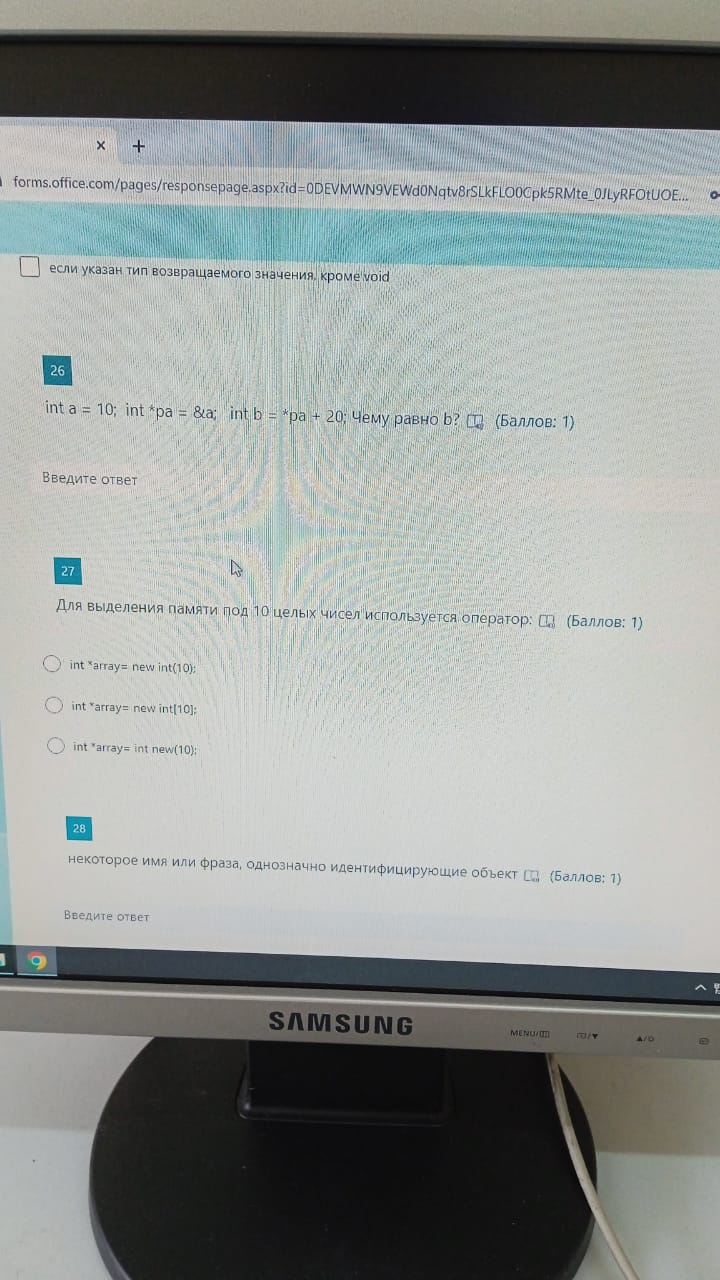 forms.office.com/pages/responsepage.aspx?id=0DEVMWN9VEWd0Nqtv8rSLkFLO0Cpk5RMte_0JLyRFOtUOE...
если указан тип возвращаемого значения, кроме void
26
int a = 10; int *pa = &a; int b = *pa + 20; Чему равно b? (Баллов: 1)
Введите ответ
27
Для выделения памяти под 10 целых чисел используется оператор: (Баллов: 1)
int *array= new int(10);
int *array= new int[10];
int *array= int new(10);
28
некоторое имя или фраза, однозначно идентифицирующие объект (Баллов: 1)
Введите ответ
SAMSUNG
MENU/